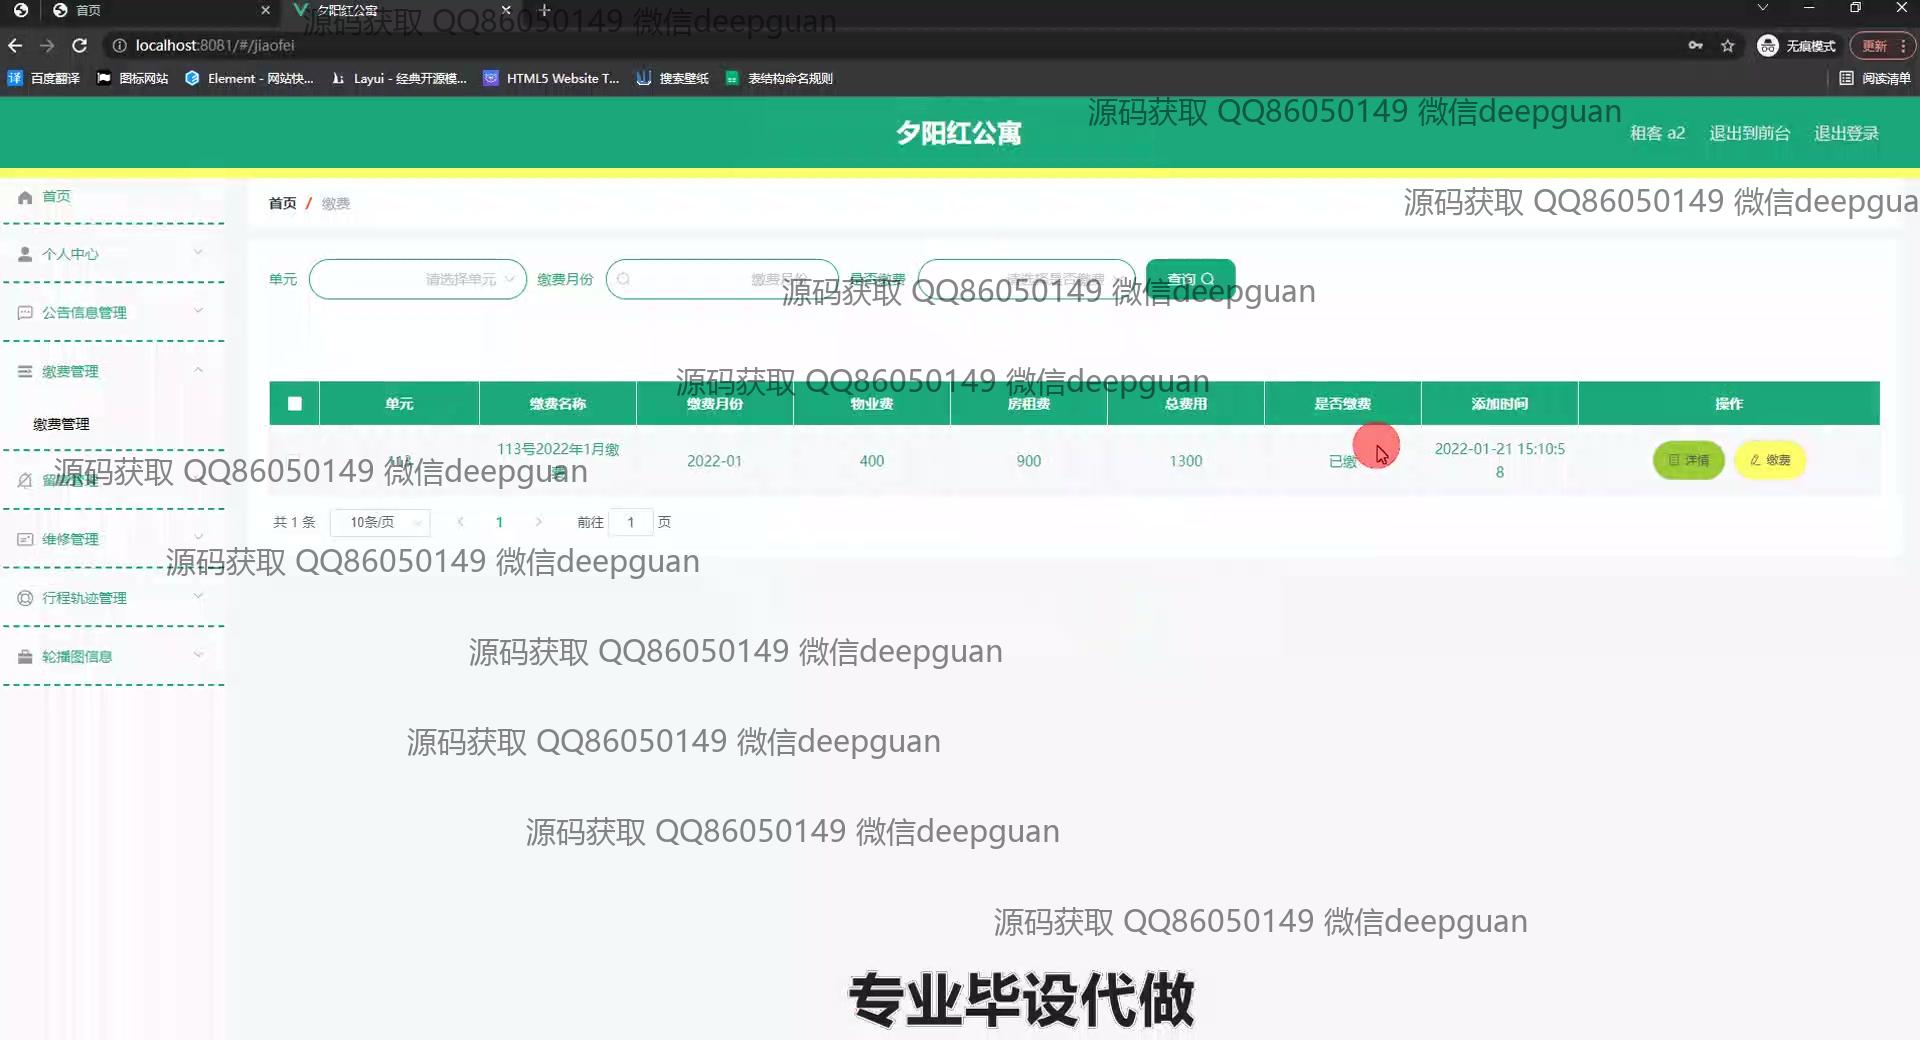 首页
夕阳红公寓
源码获取 QQ86050149 微信deepguan
localhost:8081/#/jiaofei
无痕模式
更新
百度翻译
图标网站
Element - 网站快...
Layui - 经典开源模...
HTML5 Website T...
搜索壁纸
表结构命名规则
阅读清单
源码获取 QQ86050149 微信deepguan
夕阳红公寓
租客 a2
退出到前台
退出登录
首页
首页 / 缴费
源码获取 QQ86050149 微信deepgua
个人中心
单元
请选择单元
缴费月份
缴费月份
是否缴费
请选择是否缴费
查询
源码获取 QQ86050149 微信deepguan
公告信息管理
缴费管理
源码获取 QQ86050149 微信deepguan
单元
缴费名称
缴费月份
物业费
房租费
总费用
是否缴费
添加时间
操作
缴费管理
113号2022年1月缴
2022-01
400
900
1300
已缴
2022-01-21 15:10:5
8
详情
缴费
源码获取 QQ86050149 微信deepguan
共 1 条
10条/页
1
前往
1
页
维修管理
源码获取 QQ86050149 微信deepguan
行程轨迹管理
轮播图信息
源码获取 QQ86050149 微信deepguan
源码获取 QQ86050149 微信deepguan
源码获取 QQ86050149 微信deepguan
源码获取 QQ86050149 微信deepguan
专业毕设代做